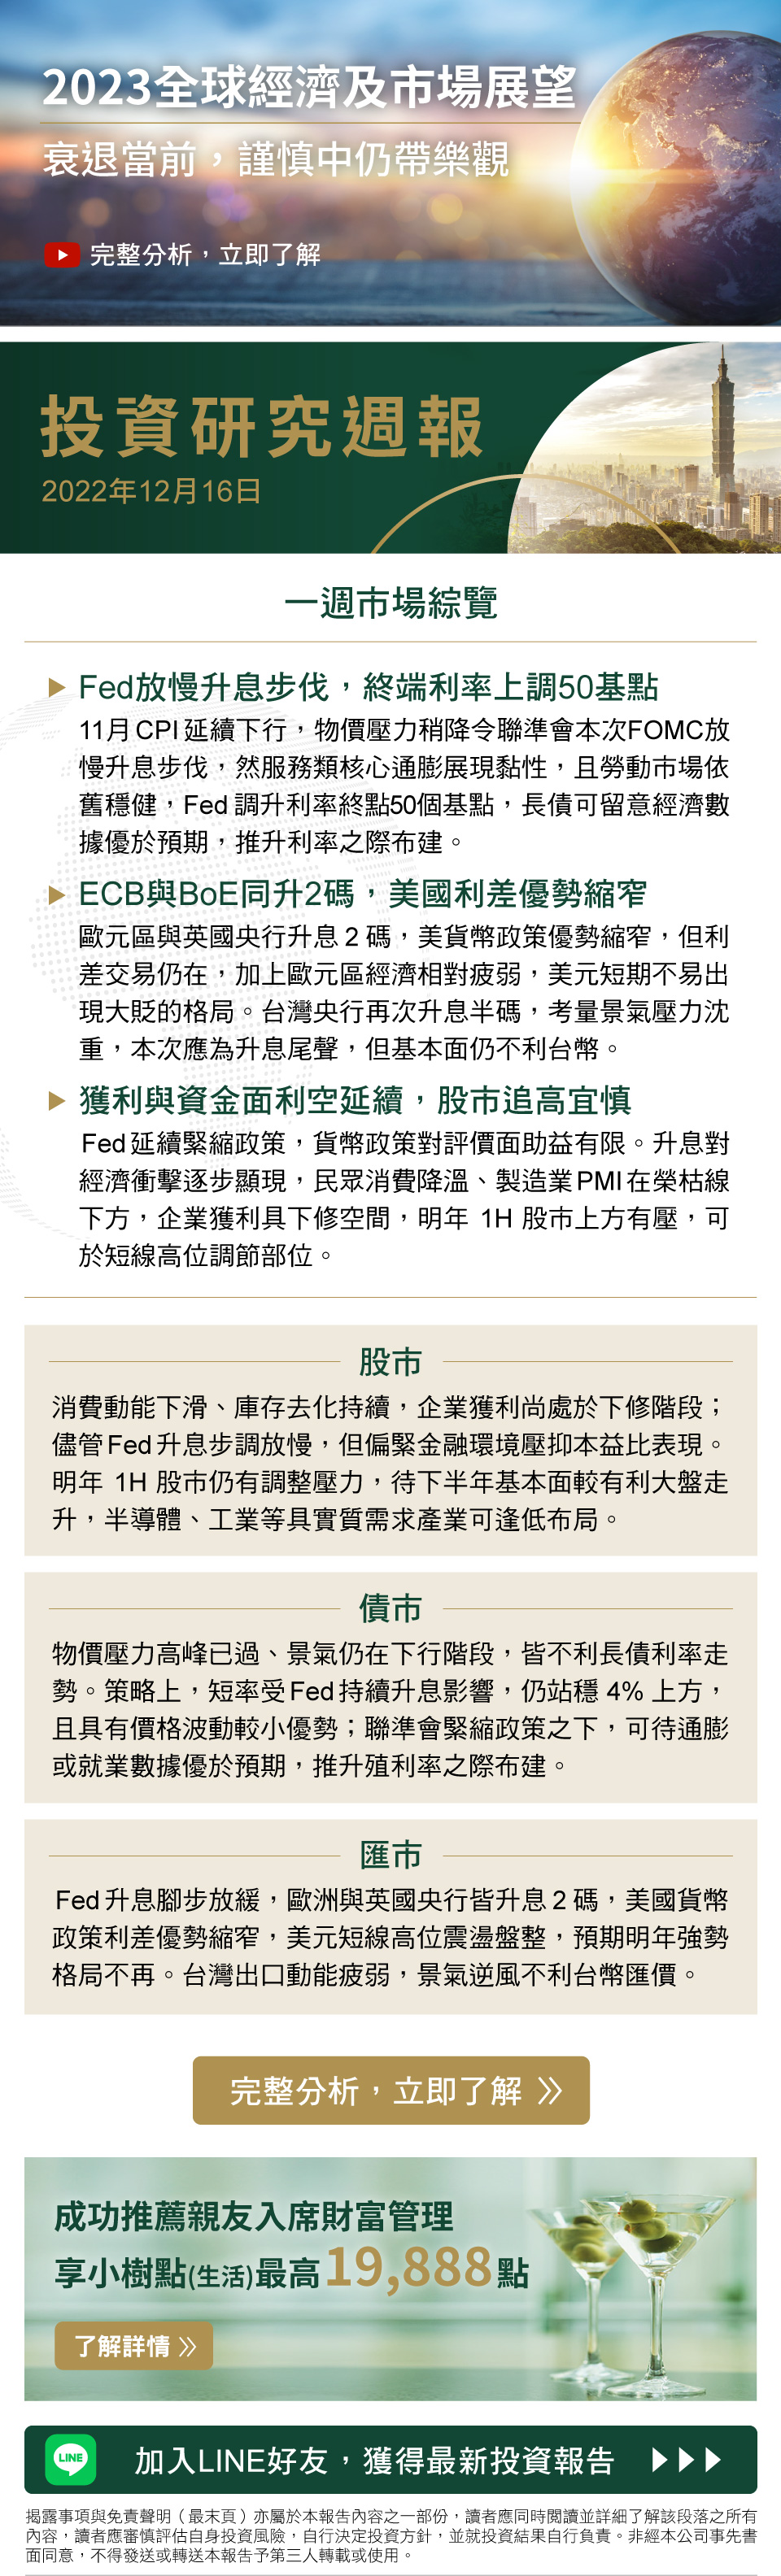 2023全球經濟及市場展望
衰退當前，謹慎中仍帶樂觀
完整分析，立即了解
投資研究週報
2022年12月16日
一週市場綜覽
Fed放慢升息步伐，終端利率上調50基點
11月CPI延續下行，物價壓力稍降令聯準會本次FOMC放
慢升息步伐，然服務類核心通膨展現黏性，且勞動市場依
舊穩健，Fed 調升利率終點50個基點，長債可留意經濟數
據優於預期，推升利率之際布建。
ECB與BoE同升2碼，美國利差優勢縮窄
歐元區與英國央行升息 2 碼，美貨幣政策優勢縮窄，但利
差交易仍在，加上歐元區經濟相對疲弱，美元短期不易出
現大貶的格局。台灣央行再次升息半碼，考量景氣壓力沈
重，本次應為升息尾聲，但基本面仍不利台幣。
獲利與資金面利空延續，股市追高宜慎
Fed 延續緊縮政策，貨幣政策對評價面助益有限。升息對
經濟衝擊逐步顯現，民眾消費降溫、製造業PMI在榮枯線
下方，企業獲利具下修空間，明年 1H 股市上方有壓，可
於短線高位調節部位。
股市
消費動能下滑、庫存去化持續，企業獲利尚處於下修階段；
儘管Fed升息步調放慢，但偏緊金融環境壓抑本益比表現。
明年 1H 股市仍有調整壓力，待下半年基本面較有利大盤走
升，半導體、工業等具實質需求產業可逢低布局。
債市
物價壓力高峰已過、景氣仍在下行階段，皆不利長債利率走
勢。策略上，短率受Fed持續升息影響，仍站穩 4% 上方，
且具有價格波動較小優勢；聯準會緊縮政策之下，可待通膨
或就業數據優於預期，推升殖利率之際布建。
匯市
Fed 升息腳步放緩，歐洲與英國央行皆升息 2 碼，美國貨幣
政策利差優勢縮窄，美元短線高位震盪盤整，預期明年強勢
格局不再。台灣出口動能疲弱，景氣逆風不利台幣匯價。
完整分析，立即了解
成功推薦親友入席財富管理
享小樹點(生活)最高19,888點
了解詳情
LINE 加入LINE好友，獲得最新投資報告
揭露事項與免責聲明（最末頁）亦屬於本報告內容之一部份，讀者應同時閱讀並詳細了解該段落之所有
內容，讀者應審慎評估自身投資風險，自行決定投資方針，並就投資結果自行負責。非經本公司事先書
面同意，不得發送或轉送本報告予第三人轉載或使用。